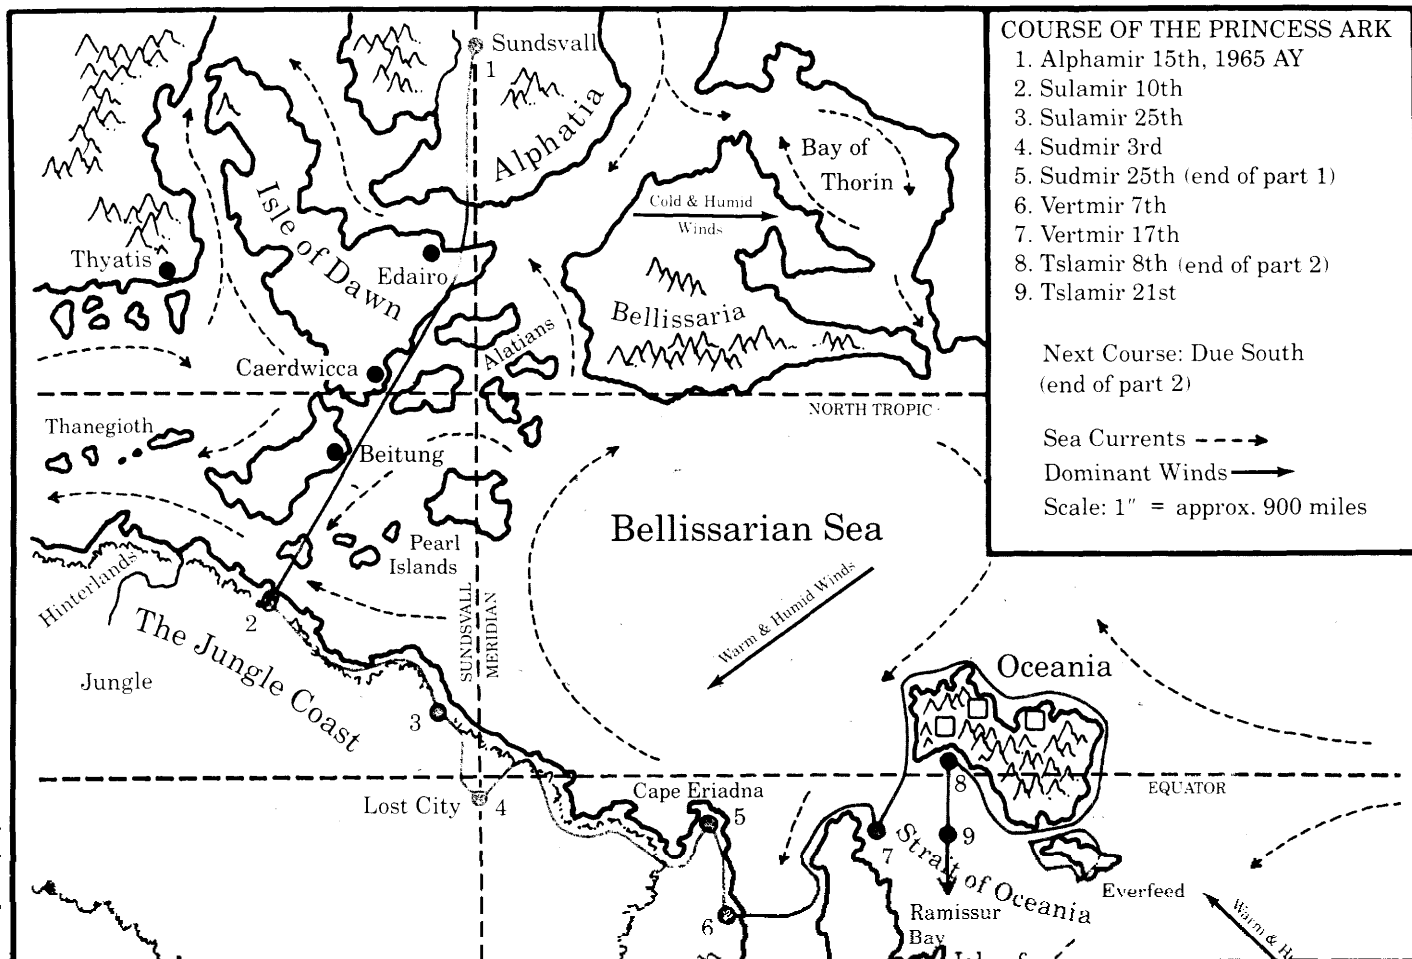 COURSE OF THE PRINCESS ARK
1. Alphamir 15th, 1965 AY
2. Sulamir 10th
3. Sulamir 25th
4. Sudmir 3rd
5. Sudmir 25th (end of part 1)
6. Vertmir 7th
7. Vertmir 17th
8. Tslamir 8th (end of part 2)
9. Tslamir 21st
Next Course: Due South
(end of part 2)
Sea Currents
Dominant Winds
Scale: 1" = approx. 900 miles
Sundsvall
1
Alphatia
Bay of
Thorin
Cold & Humid
Winds
Isle of Dawn
Thyatis
Edairo
Bellissaria
Alatians
Caerdwicca
NORTH TROPIC
Thanegioth
Beitung
Bellissarian Sea
Pearl
Islands
Hinterlands
SUNDSVALL
MERIDIAN
Warm & Humid Winds
2
The Jungle Coast
Jungle
Oceania
3
Lost City
4
Cape Eriadna
5
8
EQUATOR
7
9
Strait of Oceania
Everfeed
6
Ramissur
Bay
Warm &